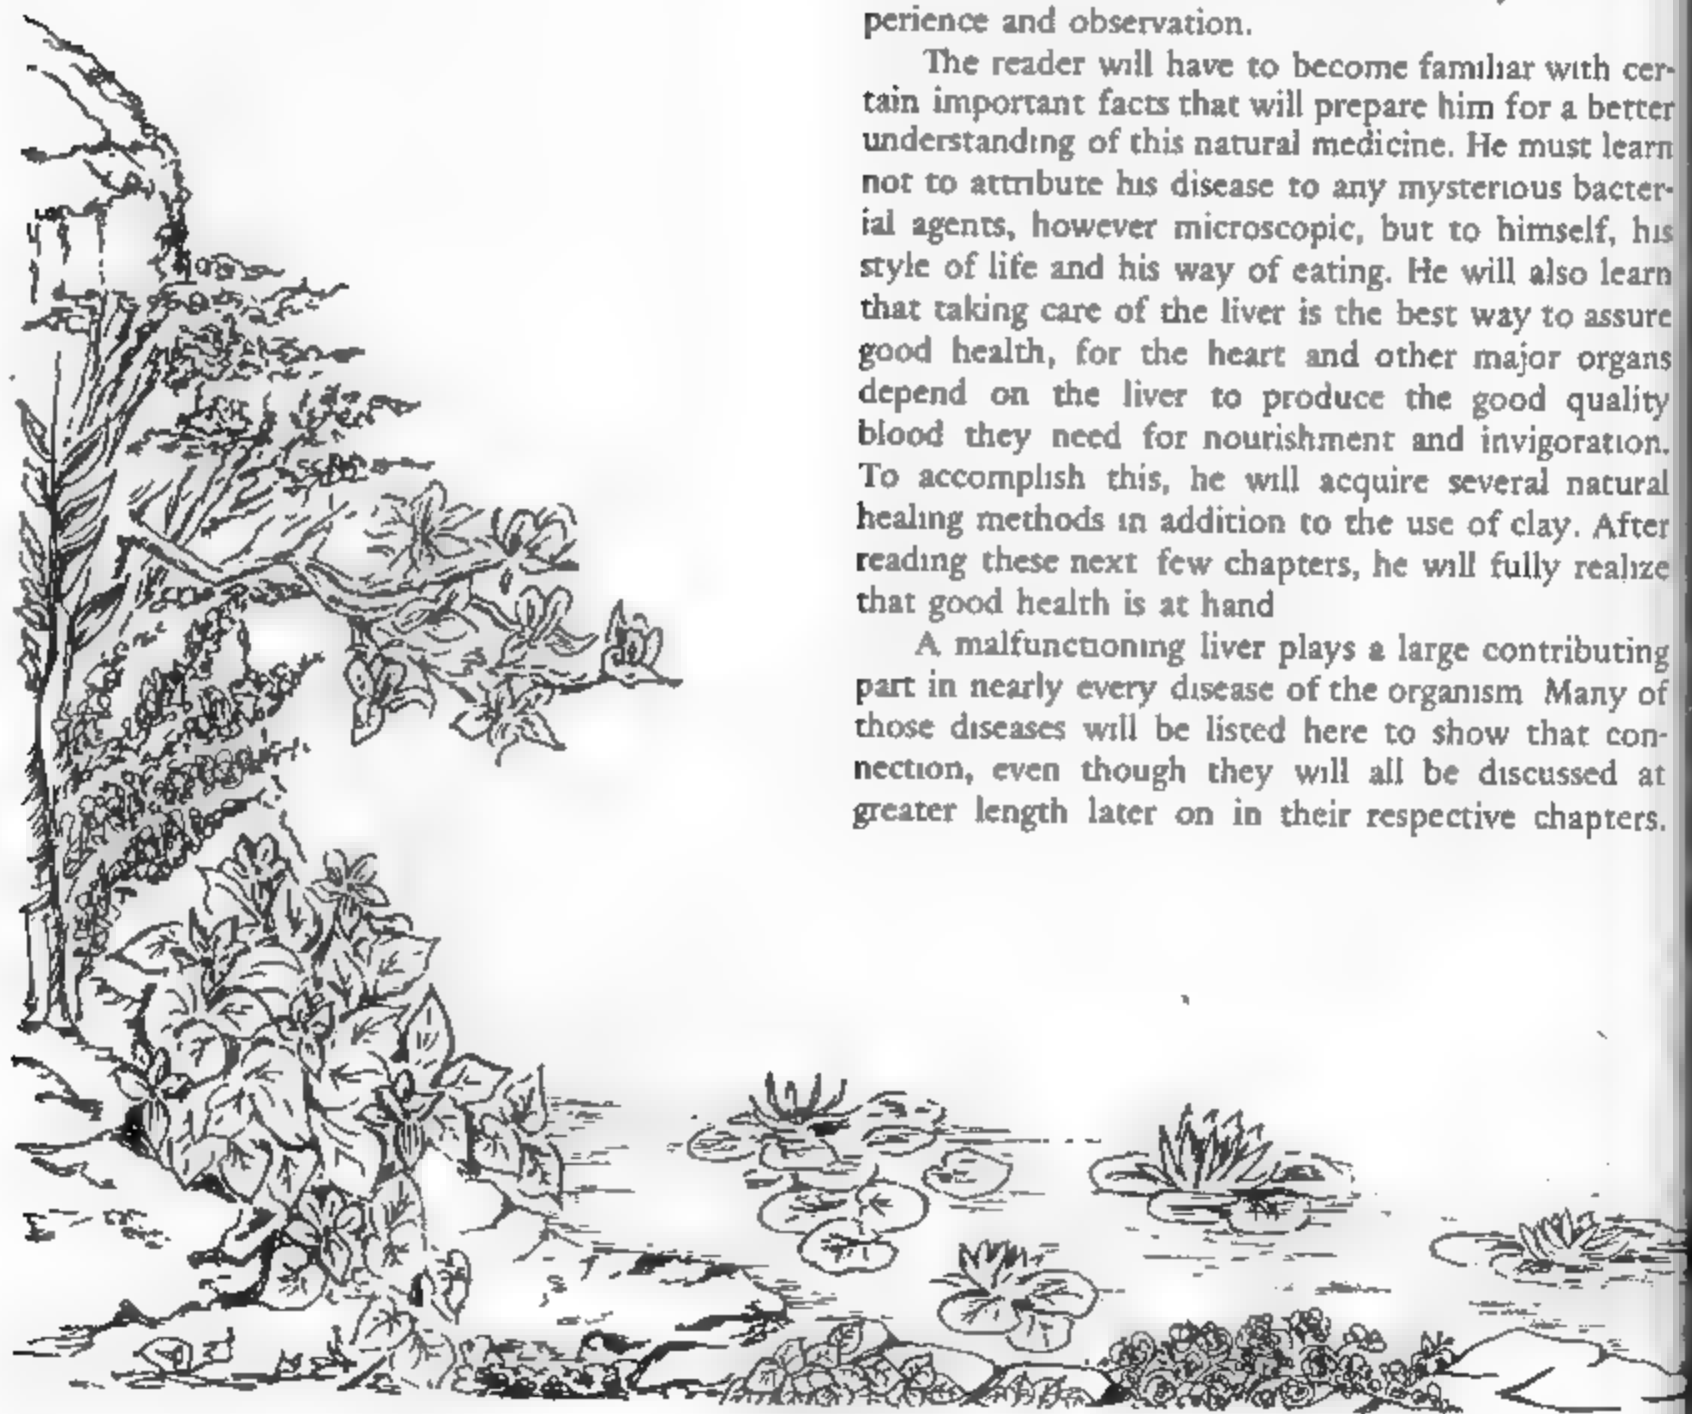 perience and observation.
The reader will have to become familiar with cer-
tain important facts that will prepare him for a better
understanding of this natural medicine. He must learn
not to attribute his disease to any mysterious bacter-
ial agents, however microscopic, but to himself, his
style of life and his way of eating. He will also learn
that taking care of the liver is the best way to assure
good health, for the heart and other major organs
depend on the liver to produce the good quality
blood they need for nourishment and invigoration.
To accomplish this, he will acquire several natural
healing methods in addition to the use of clay. After
reading these next few chapters, he will fully realize
that good health is at hand
A malfunctioning liver plays a large contributing
part in nearly every disease of the organism Many of
those diseases will be listed here to show that con-
nection, even though they will all be discussed at
greater length later on in their respective chapters.